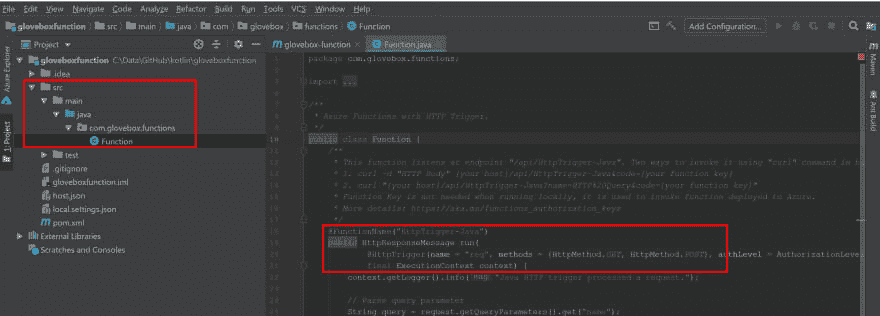 File Edit View Navigate Code Analyze Refactor Build Run Tools VCS Window Help
gloveboxfunction src main java com glovebox functions Function
Add Configuration...
Project
glovebox-function
Function.java
gloveboxfunction C:\Data\GitHub\kotlin\gloveboxfunction
.idea
src
main
java
com.glovebox.functions
Function
test
.gitignore
gloveboxfunction.iml
host.json
local.settings.json
pom.xml
External Libraries
Scratches and Consoles
Azure Explorer
1: Project
Maven
Ant Build
package com.glovebox.functions;
import ...
/**
* Azure Functions with HTTP Trigger.
*/
10
public class Function {
/**
* This function listens at endpoint "/api/HttpTrigger-Java". Two ways to invoke it using "curl" command in
* 1. curl -d "HTTP Body" {your host}/api/HttpTrigger-Java&code={your function key}
* 2. curl "{your host}/api/HttpTrigger-Java?name=HTTP%20Query&code={your function key}"
* Function Key is not needed when running locally, it is used to invoke function deployed to Azure.
* More details: https://aka.ms/functions_authorization_keys
*/
@FunctionName("HttpTrigger-Java")
public HttpResponseMessage run(
@HttpTrigger(name = "req", methods = {HttpMethod.GET, HttpMethod.POST}, authLevel = AuthorizationLeve
final ExecutionContext context) {
context.getLogger().info( "Java HTTP trigger processed a request.");
// Parse query parameter
String query = request.getQueryParameters().get("name");